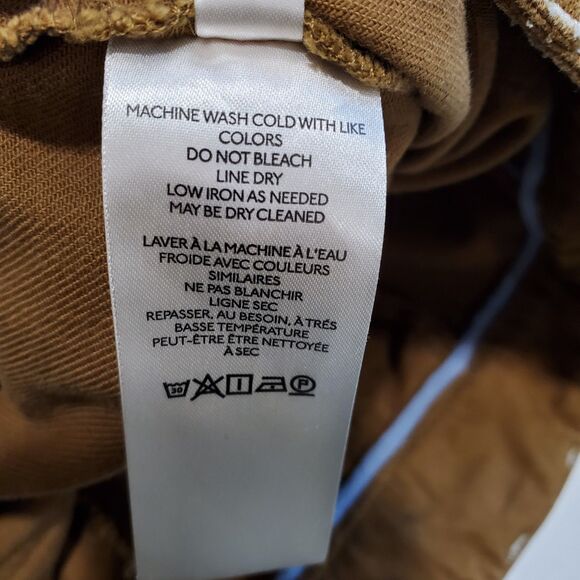 MACHINE WASH COLD WITH LIKE
COLORS
DO NOT BLEACH
LINE DRY
LOW IRON AS NEEDED
MAY BE DRY CLEANED
LAVER À LA MACHINE À L'EAU
FROIDE AVEC COULEURS
SIMILAIRES
NE PAS BLANCHIR
LIGNE SEC
REPASSER, AU BESOIN, À TRÉS
BASSE TEMPÉRATURE
PEUT-ÊTRE ÊTRE NETTOYÉE
À SEC
30 P